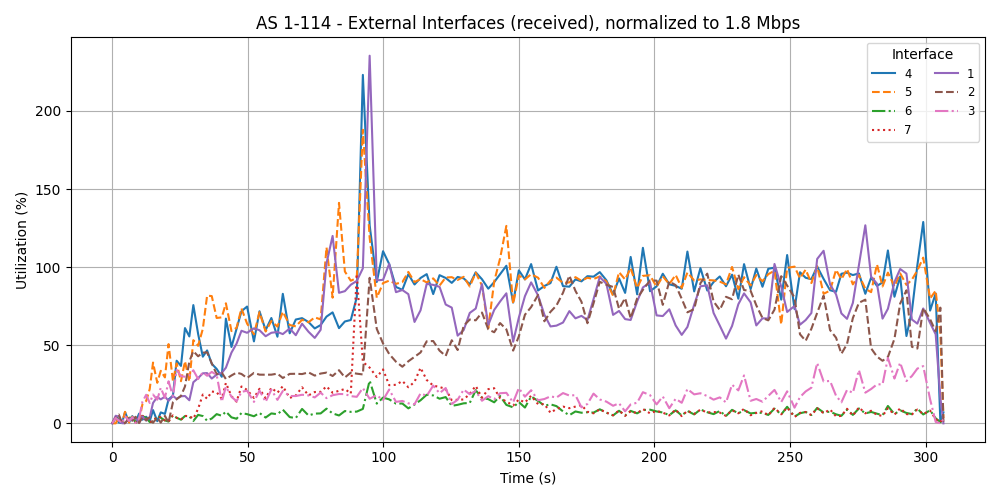 AS 1-114 - External Interfaces (received), normalized to 1.8 Mbps
Utilization (%)
200
150
100
50
0
0 50 100 150 200 250 300
Time (s)
Interface
4 1
5 2
6 3
7